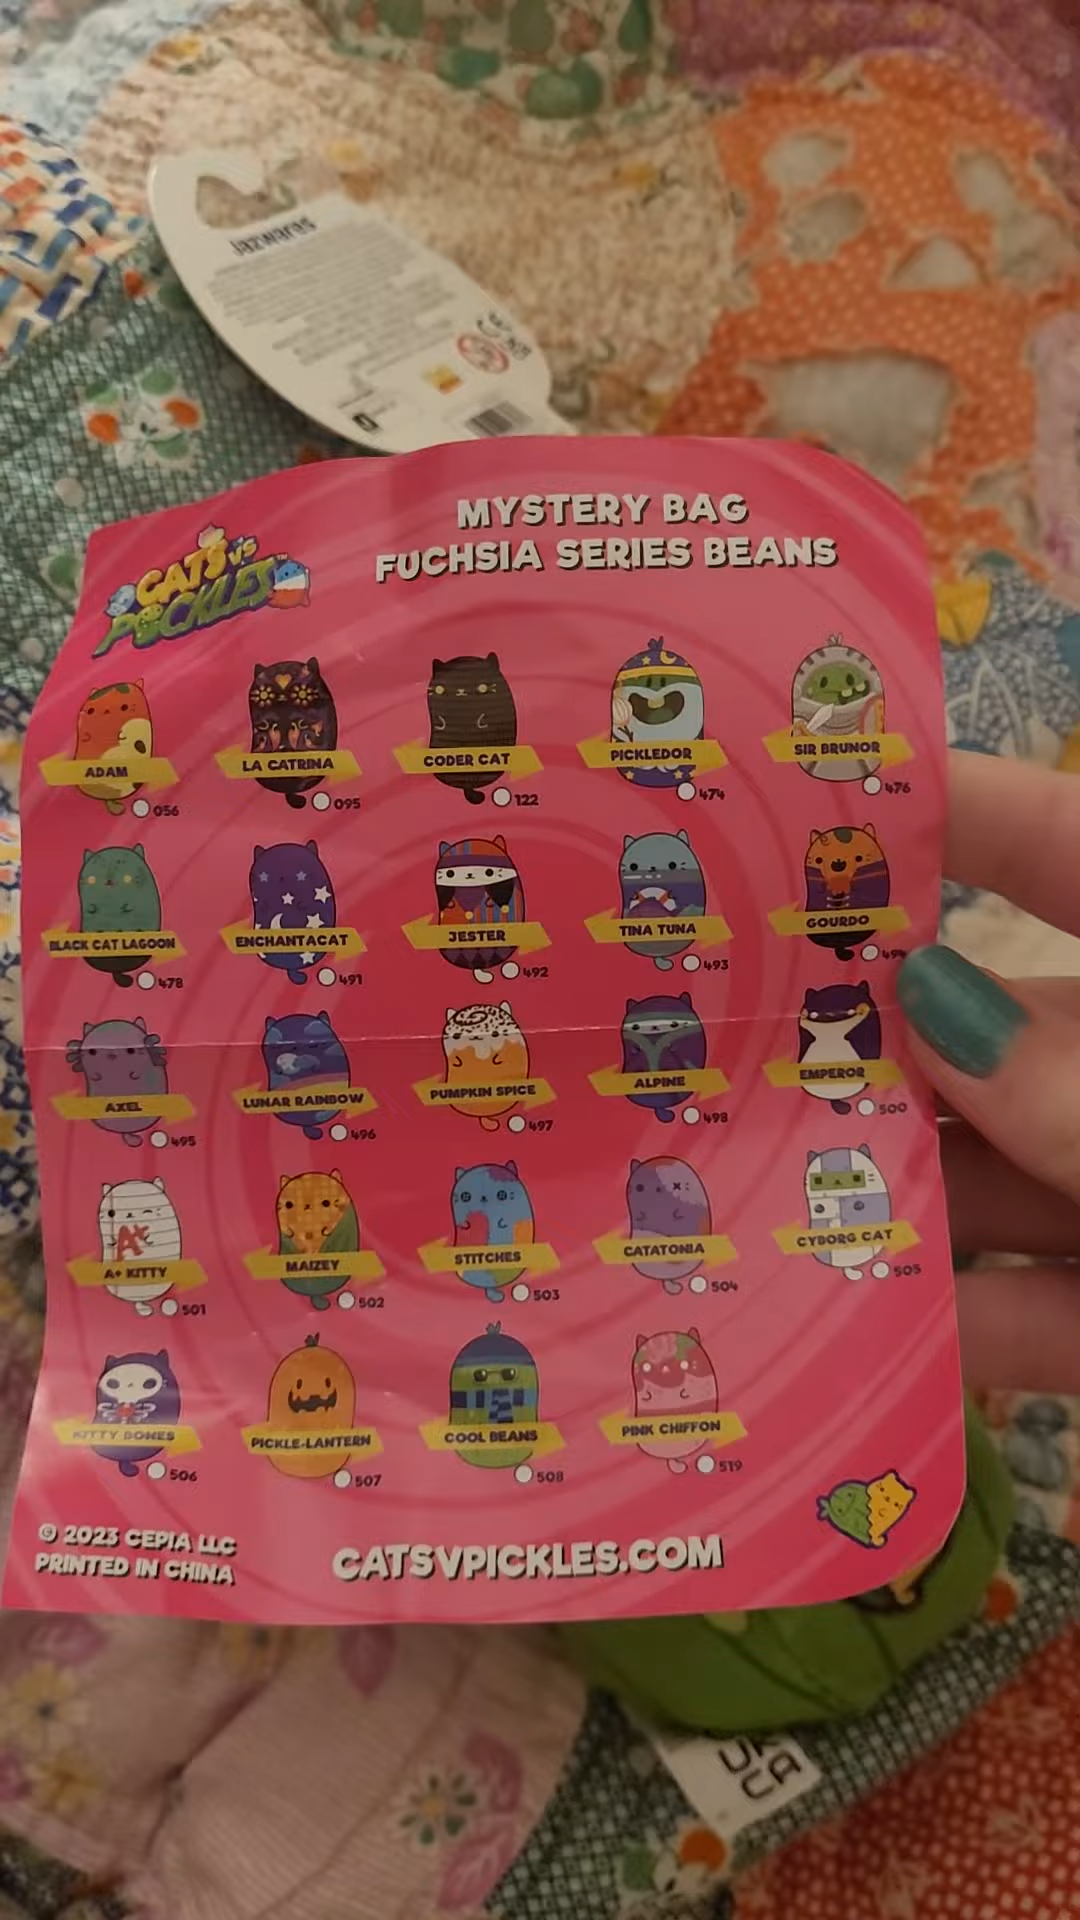 jazwares
CATS VS PICKLES™
MYSTERY BAG
FUCHSIA SERIES BEANS
ADAM
056
LA CATRINA
095
CODER CAT
122
PICKLEDOR
474
SIR BRUNOR
476
BLACK CAT LAGOON
478
ENCHANTACAT
491
JESTER
492
TINA TUNA
493
GOURDO
494
AXEL
495
LUNAR RAINBOW
496
PUMPKIN SPICE
497
ALPINE
498
EMPEROR
500
A+
A+ KITTY
501
MAIZEY
502
STITCHES
503
CATATONIA
504
CYBORG CAT
505
KITTY BONES
506
PICKLE-LANTERN
507
COOL BEANS
508
PINK CHIFFON
519
© 2023 CEPIA LLC
PRINTED IN CHINA
CATSVPICKLES.COM